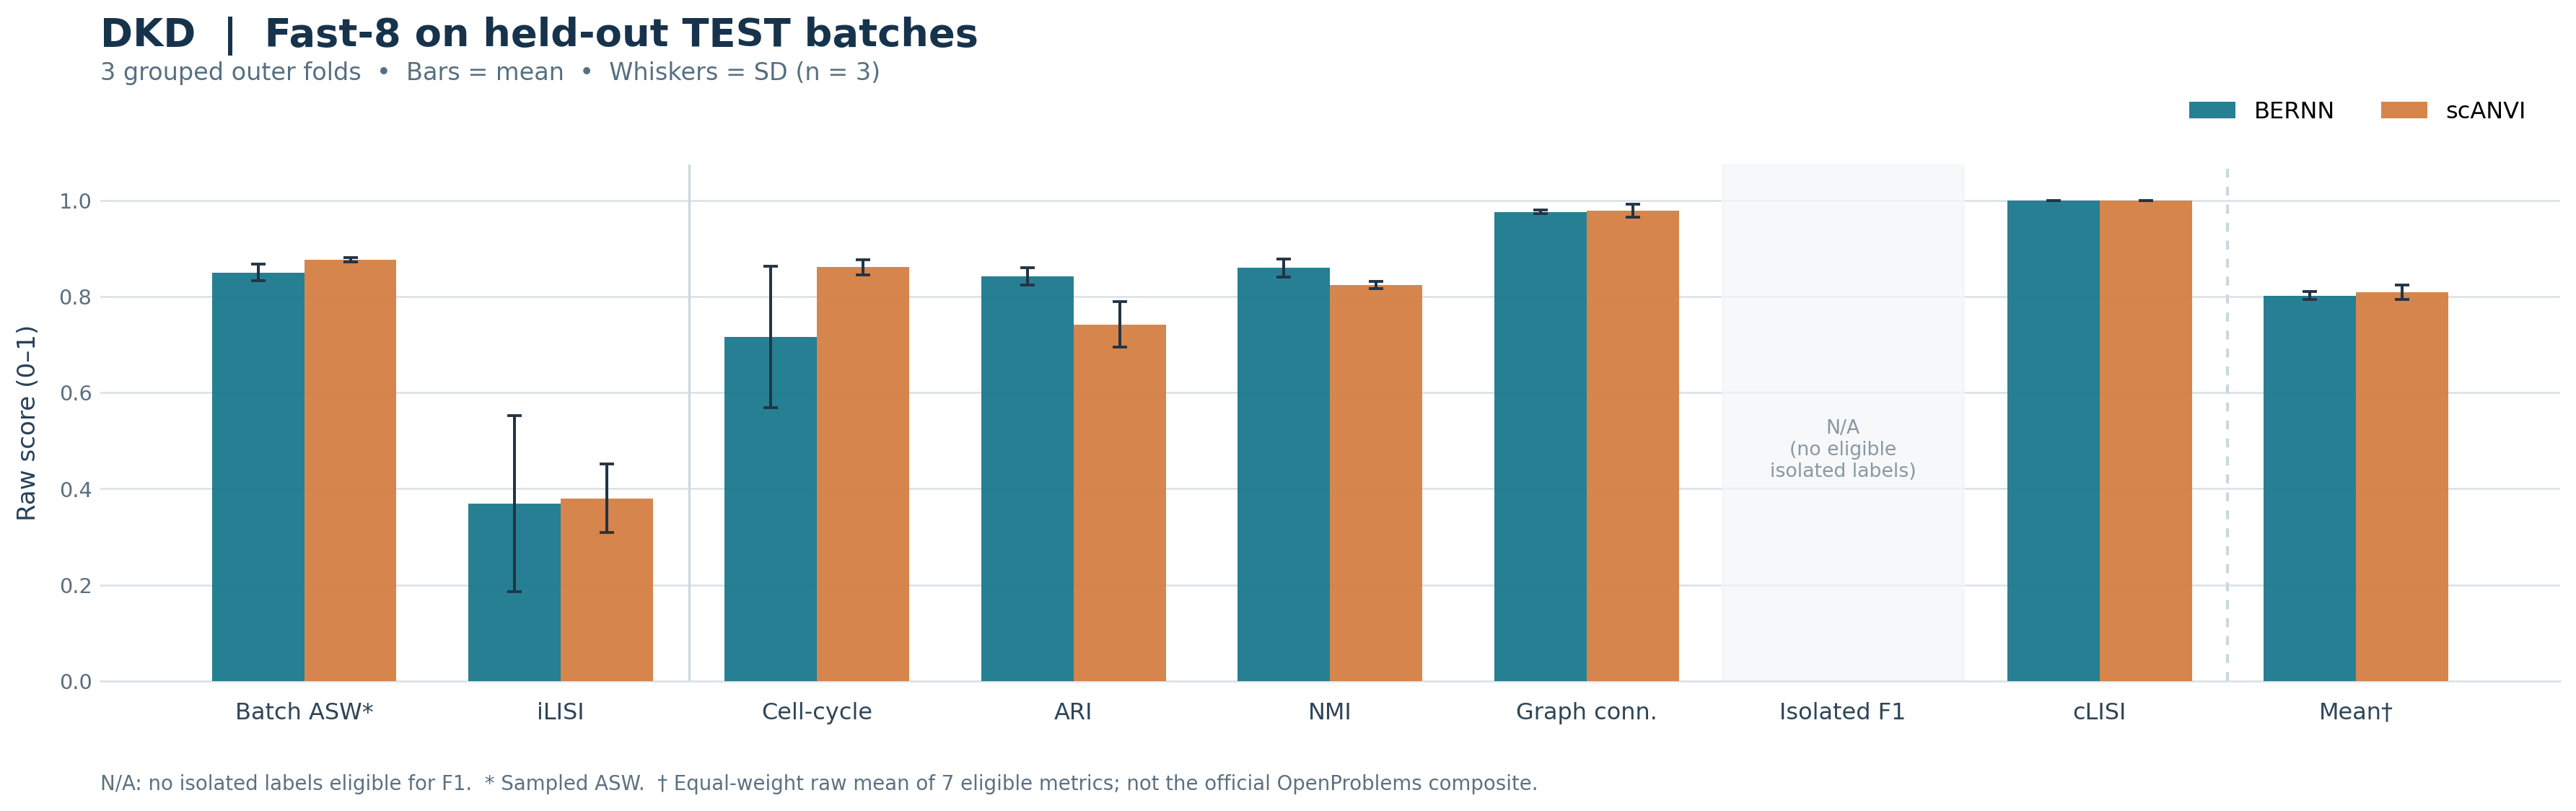 DKD | Fast-8 on held-out TEST batches
3 grouped outer folds • Bars = mean • Whiskers = SD (n = 3)
BERNN
scANVI
Raw score (0–1)
1.0
0.8
0.6
0.4
0.2
0.0
N/A
(no eligible
isolated labels)
Batch ASW*
iLISI
Cell-cycle
ARI
NMI
Graph conn.
Isolated F1
cLISI
Mean†
N/A: no isolated labels eligible for F1. * Sampled ASW. † Equal-weight raw mean of 7 eligible metrics; not the official OpenProblems composite.